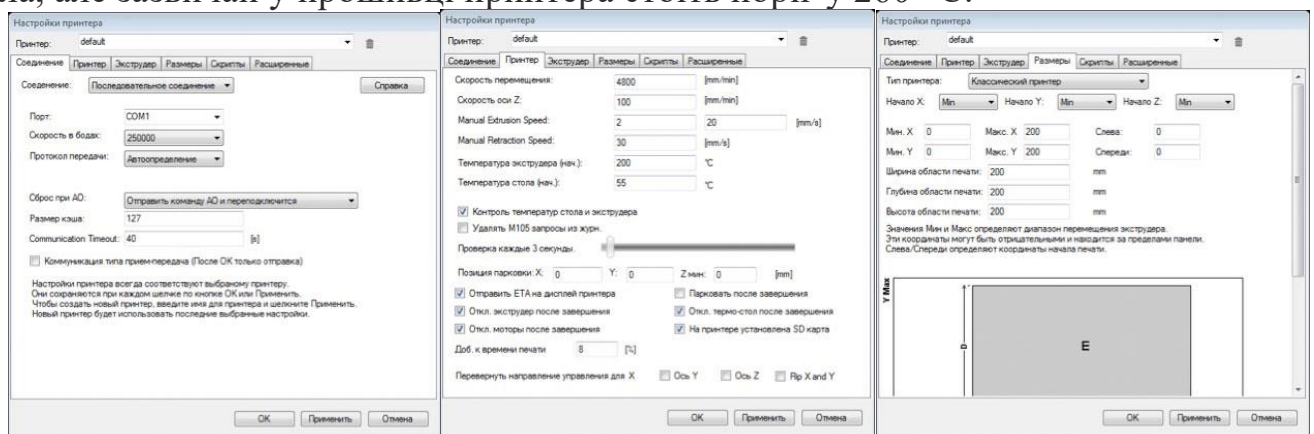 але зазвичай у прошивці принтера стоїть поріг у 200 °C.
Настройки принтера
Принтер: default
Соединение Принтер Экструдер Размеры Скрипты Расширенные
Соединение: Последовательное соединение Справка
Порт: COM1
Скорость в бодах: 250000
Протокол передачи: Автоопределение
Сброс при АО: Отправить команду АО и переподключится
Размер кэша: 127
Communication Timeout: 40 [s]
Коммуникация типа прием-передача (После ОК только отправка)
Настройки принтера всегда соответствуют выбраному принтеру.
Они сохраняются при каждом шелчке по кнопке ОК или Применить.
Чтобы создать новый принтер, введите имя для принтера и шелкните Применить.
Новый принтер будет использовать последние выбранные настройки.
OK Применить Отмена
Настройки принтера
Принтер: default
Соединение Принтер Экструдер Размеры Скрипты Расширенные
Скорость перемещения: 4800 [mm/min]
Скорость оси Z: 100 [mm/min]
Manual Extrusion Speed: 2 20 [mm/s]
Manual Retraction Speed: 30 [mm/s]
Температура экструдера (нач.): 200 °C
Температура стола (нач.): 55 °C
Контроль температур стола и экструдера
Удалять M105 запросы из журн.
Проверка каждые 3 секунды.
Позиция парковки: X: 0 Y: 0 Z мин: 0 [mm]
Отправить ETA на дисплей принтера Парковать после завершения
Откл. экструдер после завершения Откл. термо-стол после завершения
Откл. моторы после завершения На принтере установлена SD карта
Доб. к времени печати 8 [%]
Перевернуть направление управления для X Ось Y Ось Z Flip X and Y
OK Применить Отмена
Настройки принтера
Принтер: default
Соединение Принтер Экструдер Размеры Скрипты Расширенные
Тип принтера: Классический принтер
Начало X: Min Начало Y: Min Начало Z: Min
Мин. X 0 Макс. X 200 Слева: 0
Мин. Y 0 Макс. Y 200 Спереди: 0
Ширина области печати: 200 mm
Глубина области печати: 200 mm
Высота области печати: 200 mm
Значения Мин и Макс определяют диапазон перемещения экструдера.
Эти координаты могут быть отрицательными и находится за пределами панели.
Слева/Спереди определяют координаты начала печати.
Y Max
D
E
OK Применить Отмена